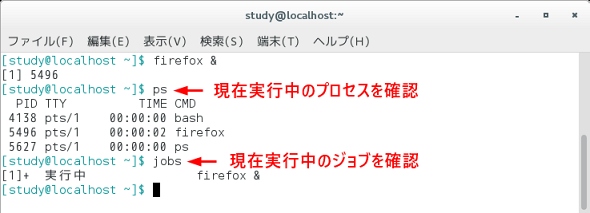 study@localhost:~
ファイル(F) 編集(E) 表示(V) 検索(S) 端末(T) ヘルプ(H)
[study@localhost ~]$ firefox &
[1] 5496
[study@localhost ~]$ ps ← 現在実行中のプロセスを確認
PID TTY TIME CMD
4138 pts/1 00:00:00 bash
5496 pts/1 00:00:02 firefox
5627 pts/1 00:00:00 ps
[study@localhost ~]$ jobs ← 現在実行中のジョブを確認
[1]+ 実行中 firefox &
[study@localhost ~]$